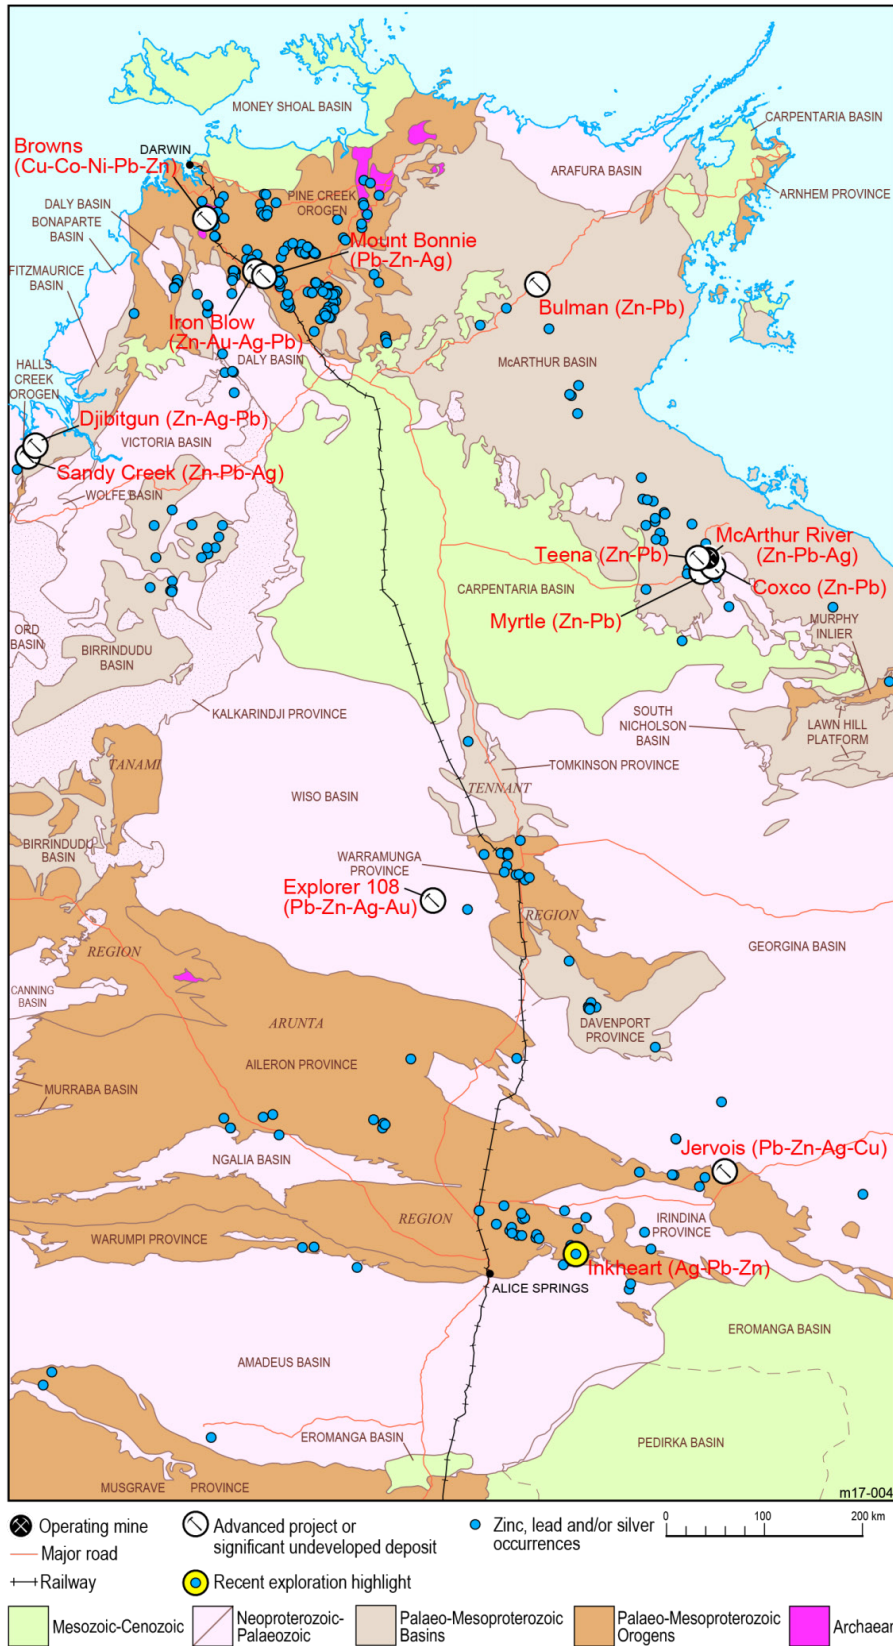 MONEY SHOAL BASIN
CARPENTARIA BASIN
Browns
(Cu-Co-Ni-Pb-Zn)
DARWIN
ARAFURA BASIN
ARNHEM PROVINCE
PINE CREEK
OROGEN
DALY BASIN
BONAPARTE
BASIN
Mount Bonnie
(Pb-Zn-Ag)
FITZMAURICE
BASIN
Bulman (Zn-Pb)
Iron Blow
(Zn-Au-Ag-Pb)
DALY BASIN
McARTHUR BASIN
HALLS
CREEK
OROGEN
Djibitgun (Zn-Ag-Pb)
VICTORIA BASIN
Sandy Creek (Zn-Pb-Ag)
WOLFE BASIN
McArthur River
(Zn-Pb-Ag)
Teena (Zn-Pb)
CARPENTARIA BASIN
Coxco (Zn-Pb)
Myrtle (Zn-Pb)
MURPHY
INLIER
ORD
BASIN
BIRRINDUDU
BASIN
KALKARINDJI PROVINCE
SOUTH
NICHOLSON
BASIN
LAWN HILL
PLATFORM
TANAMI
TOMKINSON PROVINCE
WISO BASIN
TENNANT
BIRRINDUDU
BASIN
WARRAMUNGA
PROVINCE
Explorer 108
(Pb-Zn-Ag-Au)
REGION
REGION
GEORGINA BASIN
CANNING
BASIN
ARUNTA
DAVENPORT
PROVINCE
AILERON PROVINCE
MURRABA BASIN
Jervois (Pb-Zn-Ag-Cu)
NGALIA BASIN
REGION
IRINDINA
PROVINCE
WARUMPI PROVINCE
Inkheart (Ag-Pb-Zn)
ALICE SPRINGS
EROMANGA BASIN
AMADEUS BASIN
EROMANGA BASIN
PEDIRKA BASIN
MUSGRAVE PROVINCE
m17-004
Operating mine
Advanced project or
significant undeveloped deposit
Zinc, lead and/or silver
occurrences
0 100 200 km
Major road
Railway
Recent exploration highlight
Mesozoic-Cenozoic
Neoproterozoic-
Palaeozoic
Palaeo-Mesoproterozoic
Basins
Palaeo-Mesoproterozoic
Orogens
Archaean